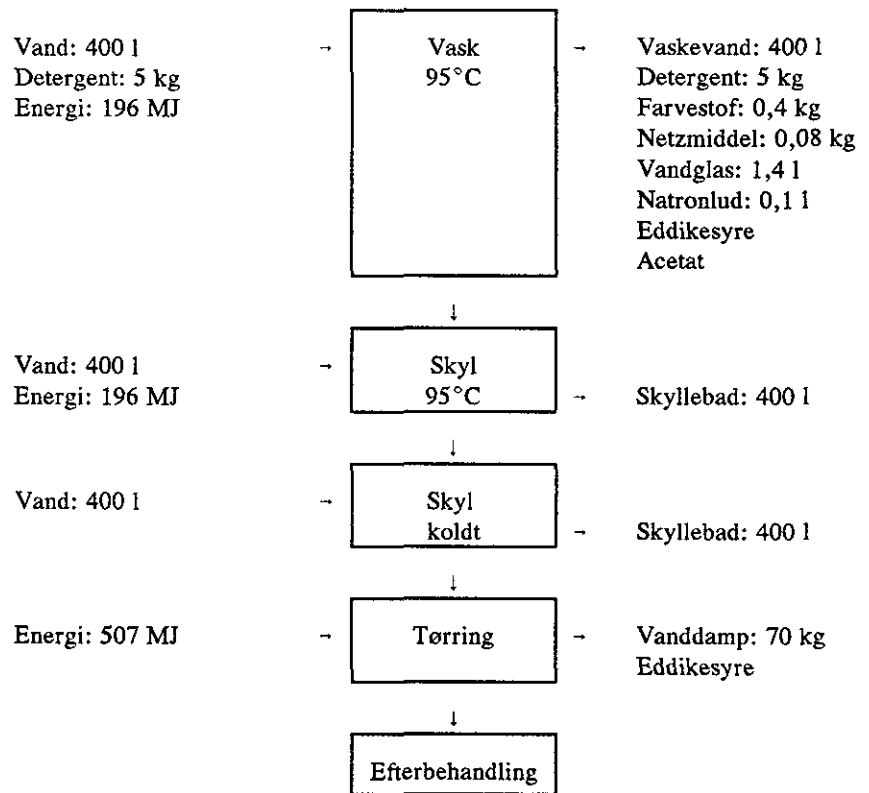 Vand: 400 l → Vask → Vaskevand: 400 l
Detergent: 5 kg 95°C Detergent: 5 kg
Energi: 196 MJ Farvestof: 0,4 kg
Netzmiddel: 0,08 kg
Vandglas: 1,4 l
Natronlud: 0,1 l
Eddikesyre
Acetat
↓
Vand: 400 l → Skyl
Energi: 196 MJ 95°C → Skyllebad: 400 l
↓
Vand: 400 l → Skyl
koldt → Skyllebad: 400 l
↓
Energi: 507 MJ → Tørring → Vanddamp: 70 kg
Eddikesyre
↓
Efterbehandling